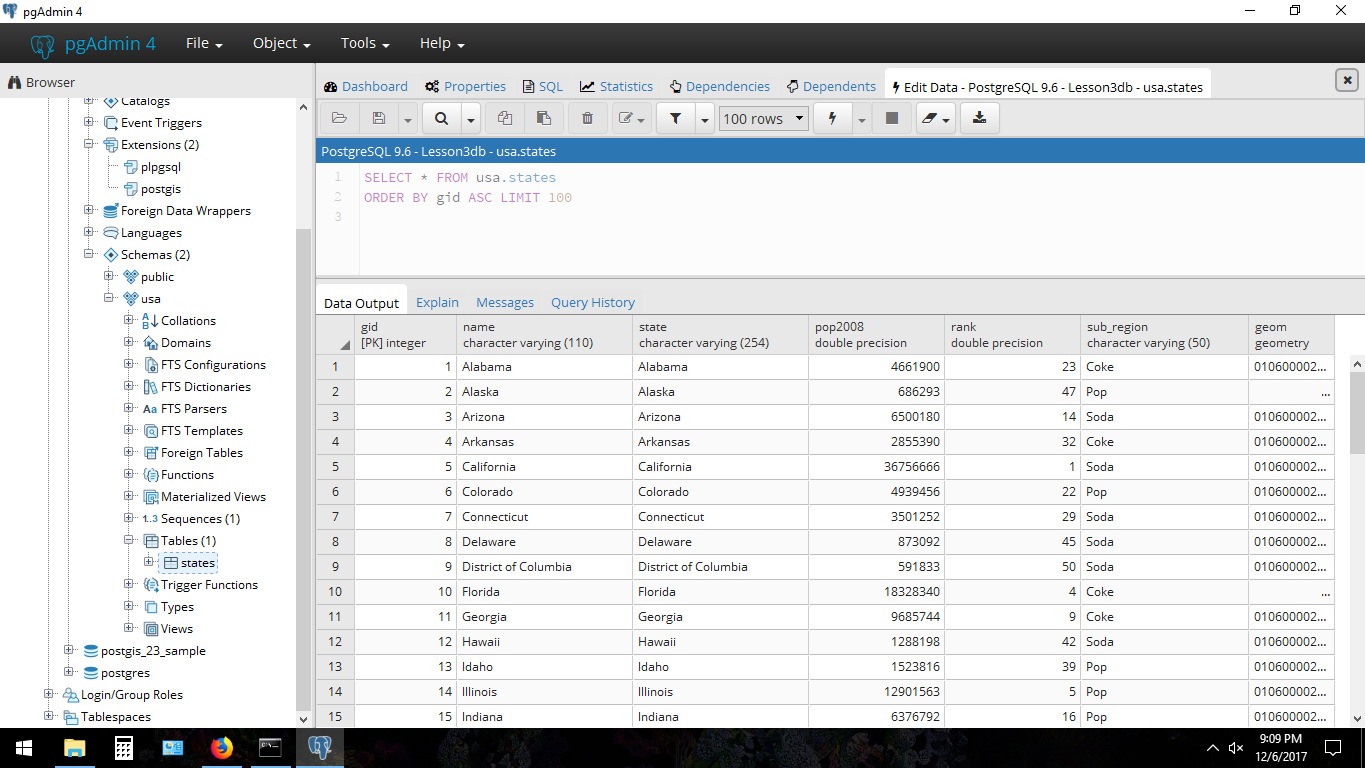 pgAdmin 4
pgAdmin 4 File Object Tools Help
Browser
Catalogs
Event Triggers
Extensions (2)
plpgsql
postgis
Foreign Data Wrappers
Languages
Schemas (2)
public
usa
Collations
Domains
FTS Configurations
FTS Dictionaries
FTS Parsers
FTS Templates
Foreign Tables
Functions
Materialized Views
1..3 Sequences (1)
Tables (1)
states
Trigger Functions
Types
Views
postgis_23_sample
postgres
Login/Group Roles
Tablespaces
Dashboard Properties SQL Statistics Dependencies Dependents Edit Data - PostgreSQL 9.6 - Lesson3db - usa.states
100 rows
PostgreSQL 9.6 - Lesson3db - usa.states
1 SELECT * FROM usa.states
2 ORDER BY gid ASC LIMIT 100
3
Data Output Explain Messages Query History
gid name state pop2008 rank sub_region geom
[PK] integer character varying (110) character varying (254) double precision double precision character varying (50) geometry
1 1 Alabama Alabama 4661900 23 Coke 010600002...
2 2 Alaska Alaska 686293 47 Pop ...
3 3 Arizona Arizona 6500180 14 Soda 010600002...
4 4 Arkansas Arkansas 2855390 32 Coke 010600002...
5 5 California California 36756666 1 Soda 010600002...
6 6 Colorado Colorado 4939456 22 Pop 010600002...
7 7 Connecticut Connecticut 3501252 29 Soda 010600002...
8 8 Delaware Delaware 873092 45 Soda 010600002...
9 9 District of Columbia District of Columbia 591833 50 Soda 010600002...
10 10 Florida Florida 18328340 4 Coke ...
11 11 Georgia Georgia 9685744 9 Coke 010600002...
12 12 Hawaii Hawaii 1288198 42 Soda 010600002...
13 13 Idaho Idaho 1523816 39 Pop 010600002...
14 14 Illinois Illinois 12901563 5 Pop 010600002...
15 15 Indiana Indiana 6376792 16 Pop 010600002...
9:09 PM
12/6/2017